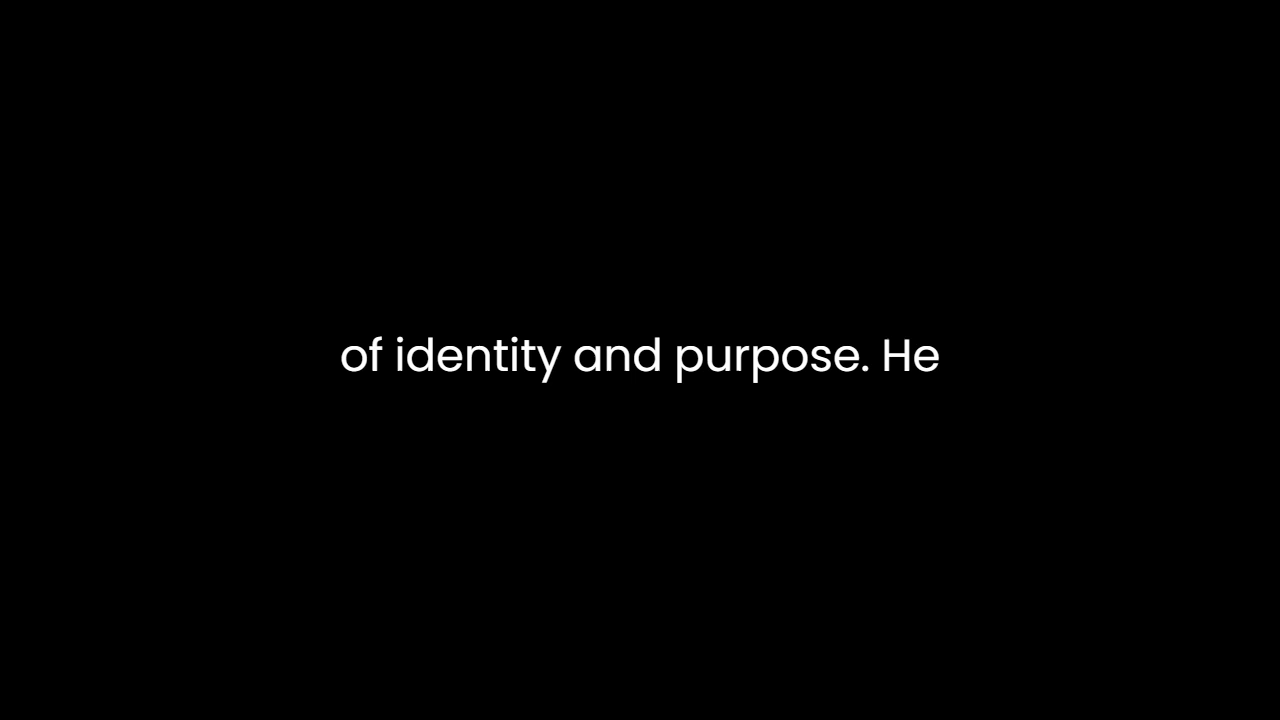 of identity and purpose. He